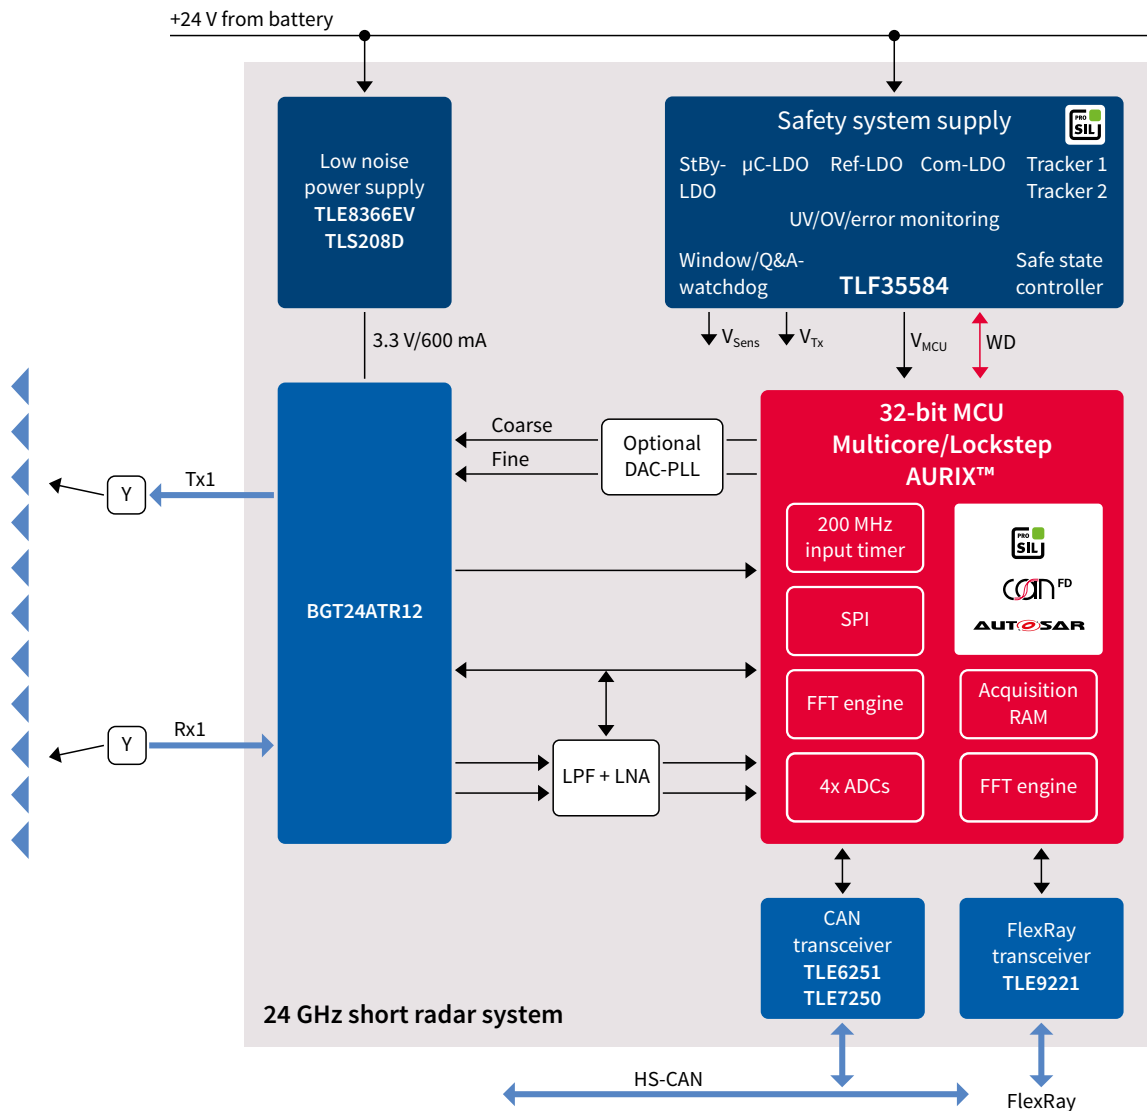 +24 V from battery
Low noise
power supply
TLE8366EV
TLS208D
Safety system supply
PRO
SIL
StBy-
LDO
µC-LDO
Ref-LDO
Com-LDO
Tracker 1
Tracker 2
UV/OV/error monitoring
Window/Q&A-
watchdog
TLF35584
Safe state
controller
3.3 V/600 mA
VSens
VTx
VMCU
WD
BGT24ATR12
Coarse
Fine
Optional
DAC-PLL
32-bit MCU
Multicore/Lockstep
AURIX™
200 MHz
input timer
SPI
FFT engine
4x ADCs
PRO
SIL
CAN FD
AUTOSAR
Acquisition
RAM
FFT engine
Y
Tx1
Y
Rx1
LPF + LNA
CAN
transceiver
TLE6251
TLE7250
FlexRay
transceiver
TLE9221
24 GHz short radar system
HS-CAN
FlexRay